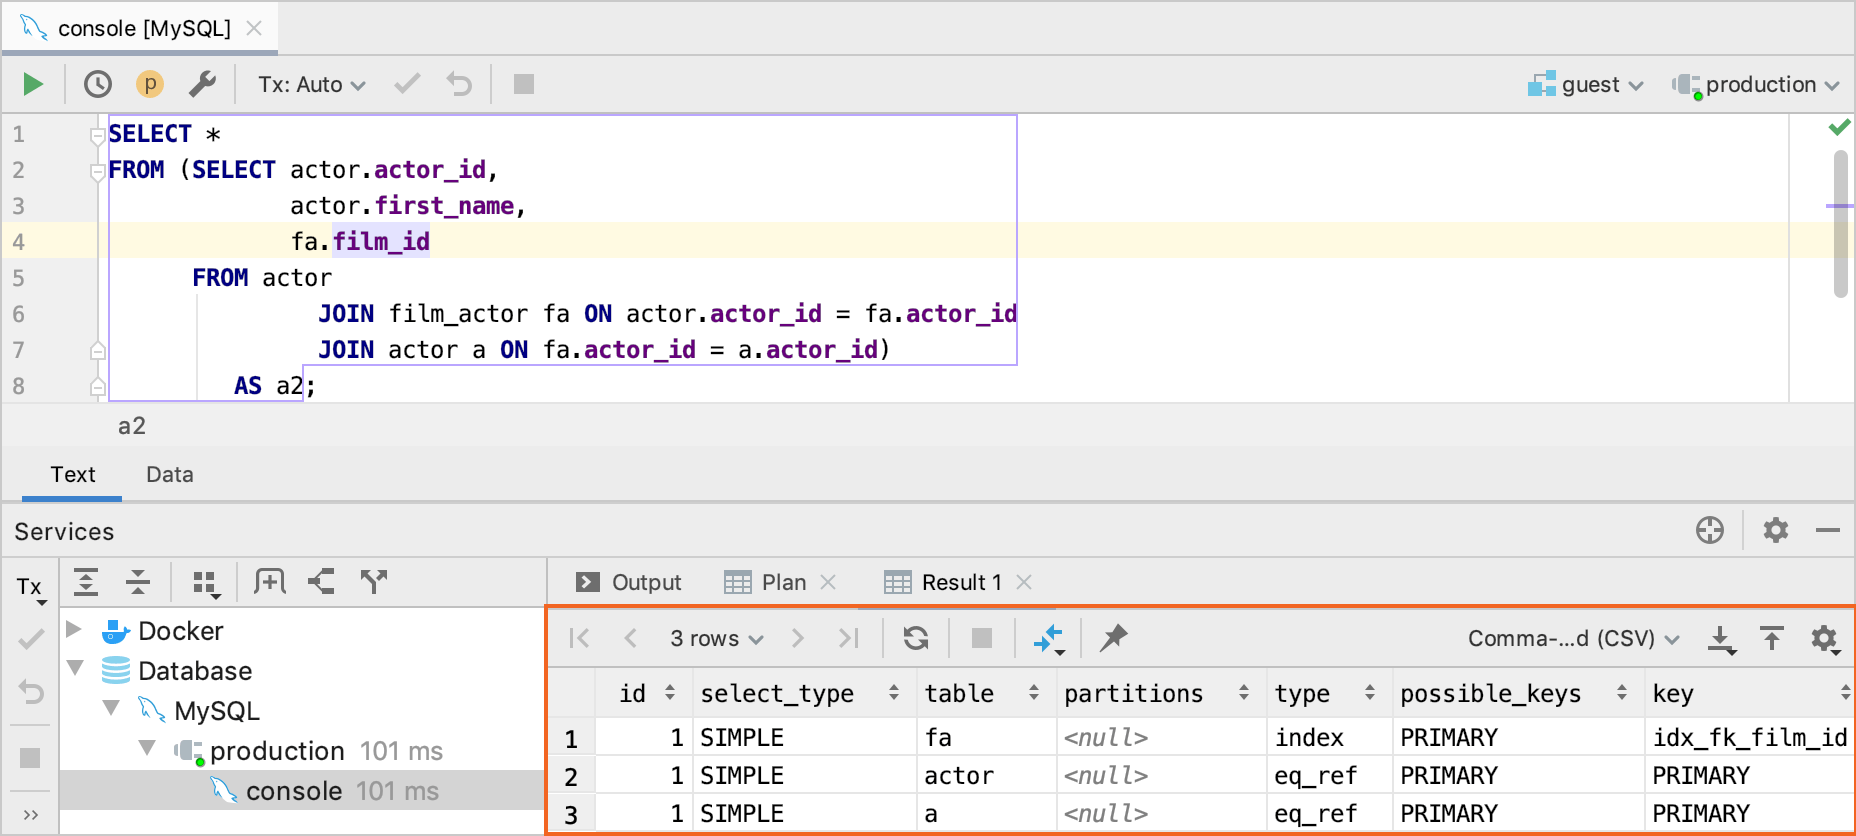 console [MySQL]
p Tx: Auto guest production
1 SELECT *
2 FROM (SELECT actor.actor_id,
3 actor.first_name,
4 fa.film_id
5 FROM actor
6 JOIN film_actor fa ON actor.actor_id = fa.actor_id
7 JOIN actor a ON fa.actor_id = a.actor_id)
8 AS a2;
a2
Text Data
Services
Tx
Docker
Database
MySQL
production 101 ms
console 101 ms
Output Plan Result 1
3 rows Comma-...d (CSV)
id select_type table partitions type possible_keys key
1 1 SIMPLE fa <null> index PRIMARY idx_fk_film_id
2 1 SIMPLE actor <null> eq_ref PRIMARY PRIMARY
3 1 SIMPLE a <null> eq_ref PRIMARY PRIMARY